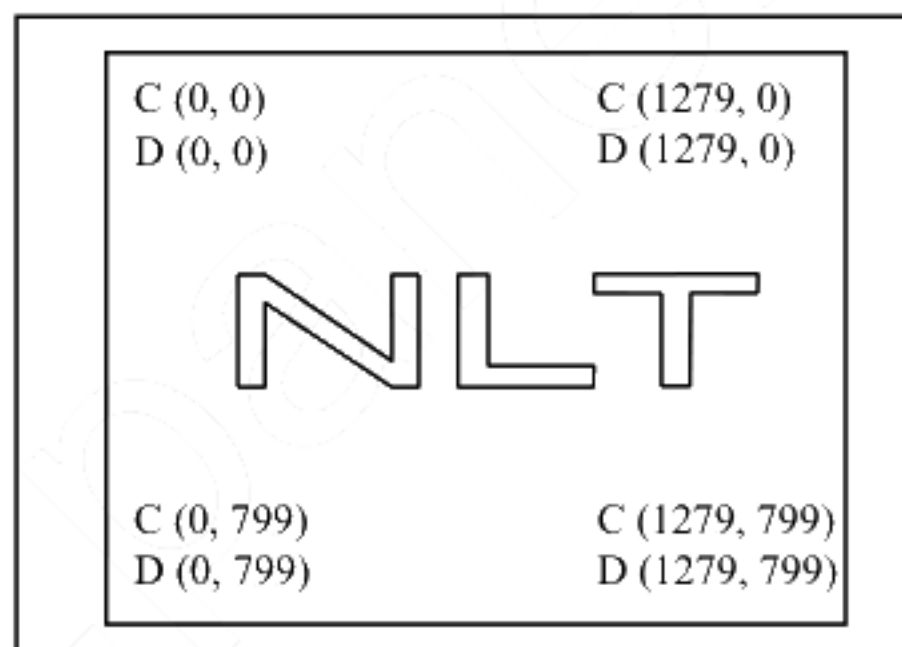 C (0, 0) C (1279, 0)
D (0, 0) D (1279, 0)
NLT
C (0, 799) C (1279, 799)
D (0, 799) D (1279, 799)